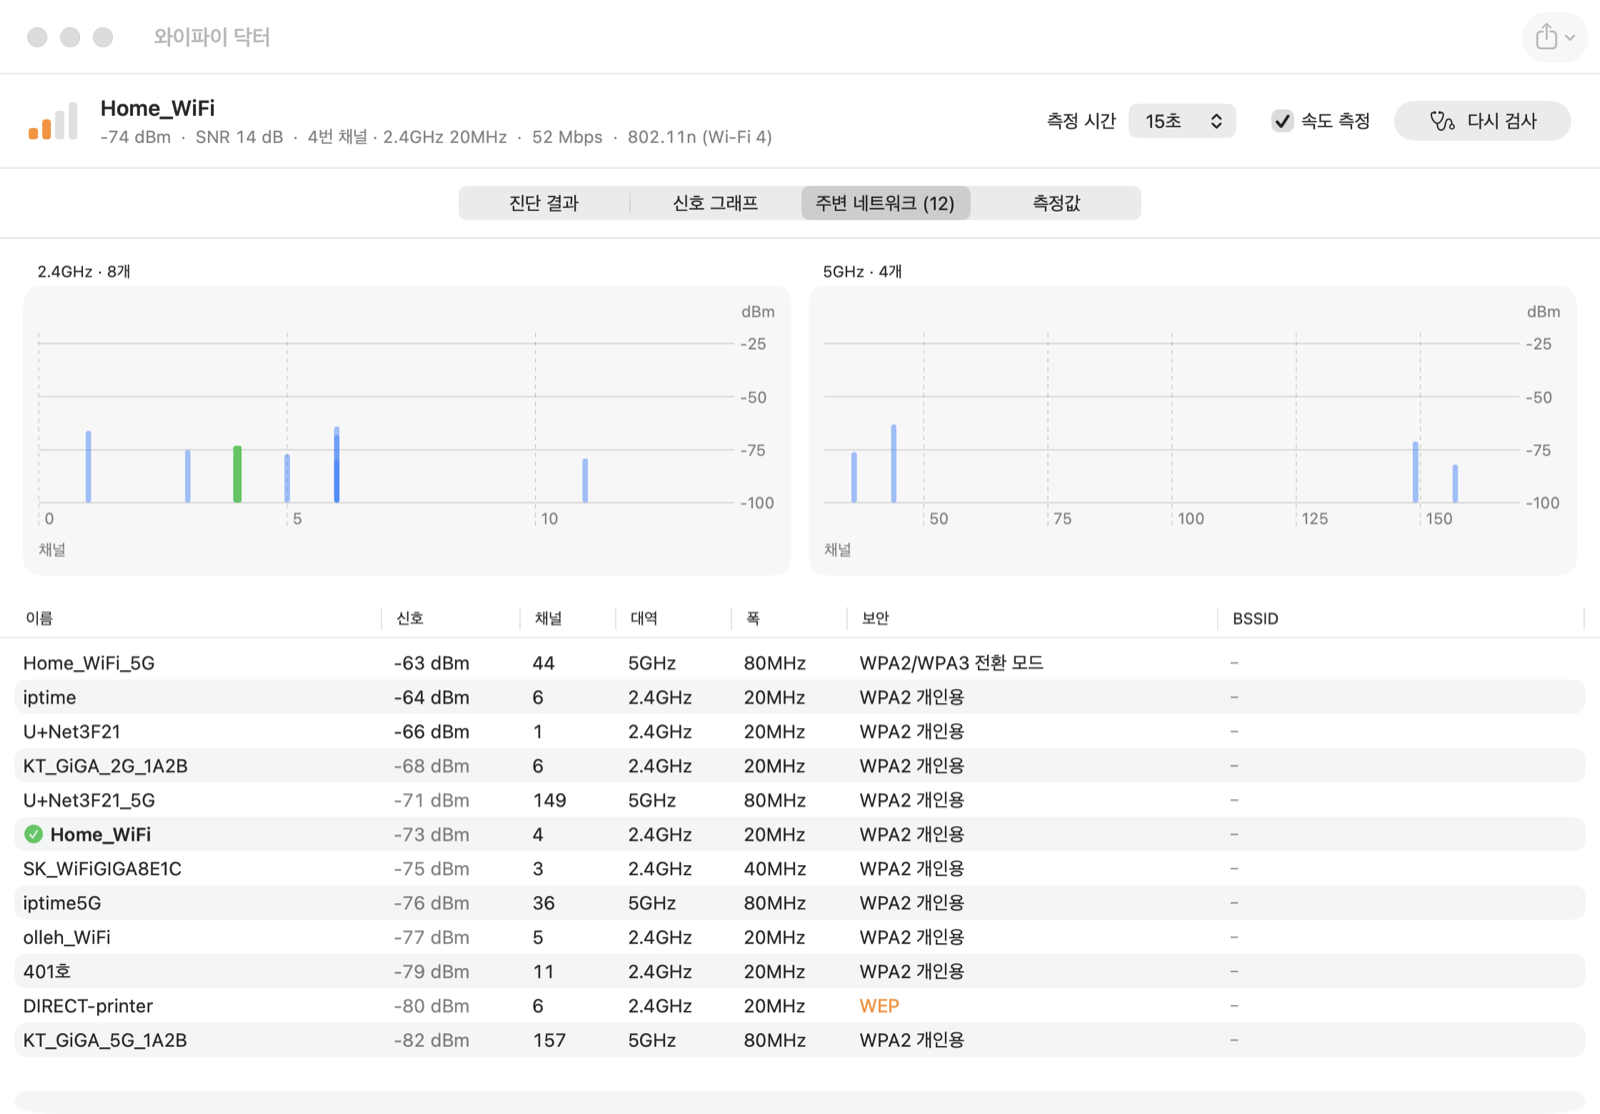 와이파이 닥터
Home_WiFi
-74 dBm · SNR 14 dB · 4번 채널 · 2.4GHz 20MHz · 52 Mbps · 802.11n (Wi-Fi 4)
측정 시간 15초 속도 측정 다시 검사
진단 결과 신호 그래프 주변 네트워크 (12) 측정값
2.4GHz · 8개
dBm
-25
-50
-75
-100
0 5 10
채널
5GHz · 4개
dBm
-25
-50
-75
-100
50 75 100 125 150
채널
이름 신호 채널 대역 폭 보안 BSSID
Home_WiFi_5G -63 dBm 44 5GHz 80MHz WPA2/WPA3 전환 모드 –
iptime -64 dBm 6 2.4GHz 20MHz WPA2 개인용 –
U+Net3F21 -66 dBm 1 2.4GHz 20MHz WPA2 개인용 –
KT_GiGA_2G_1A2B -68 dBm 6 2.4GHz 20MHz WPA2 개인용 –
U+Net3F21_5G -71 dBm 149 5GHz 80MHz WPA2 개인용 –
Home_WiFi -73 dBm 4 2.4GHz 20MHz WPA2 개인용 –
SK_WiFiGIGA8E1C -75 dBm 3 2.4GHz 40MHz WPA2 개인용 –
iptime5G -76 dBm 36 5GHz 80MHz WPA2 개인용 –
olleh_WiFi -77 dBm 5 2.4GHz 20MHz WPA2 개인용 –
401호 -79 dBm 11 2.4GHz 20MHz WPA2 개인용 –
DIRECT-printer -80 dBm 6 2.4GHz 20MHz WEP –
KT_GiGA_5G_1A2B -82 dBm 157 5GHz 80MHz WPA2 개인용 –